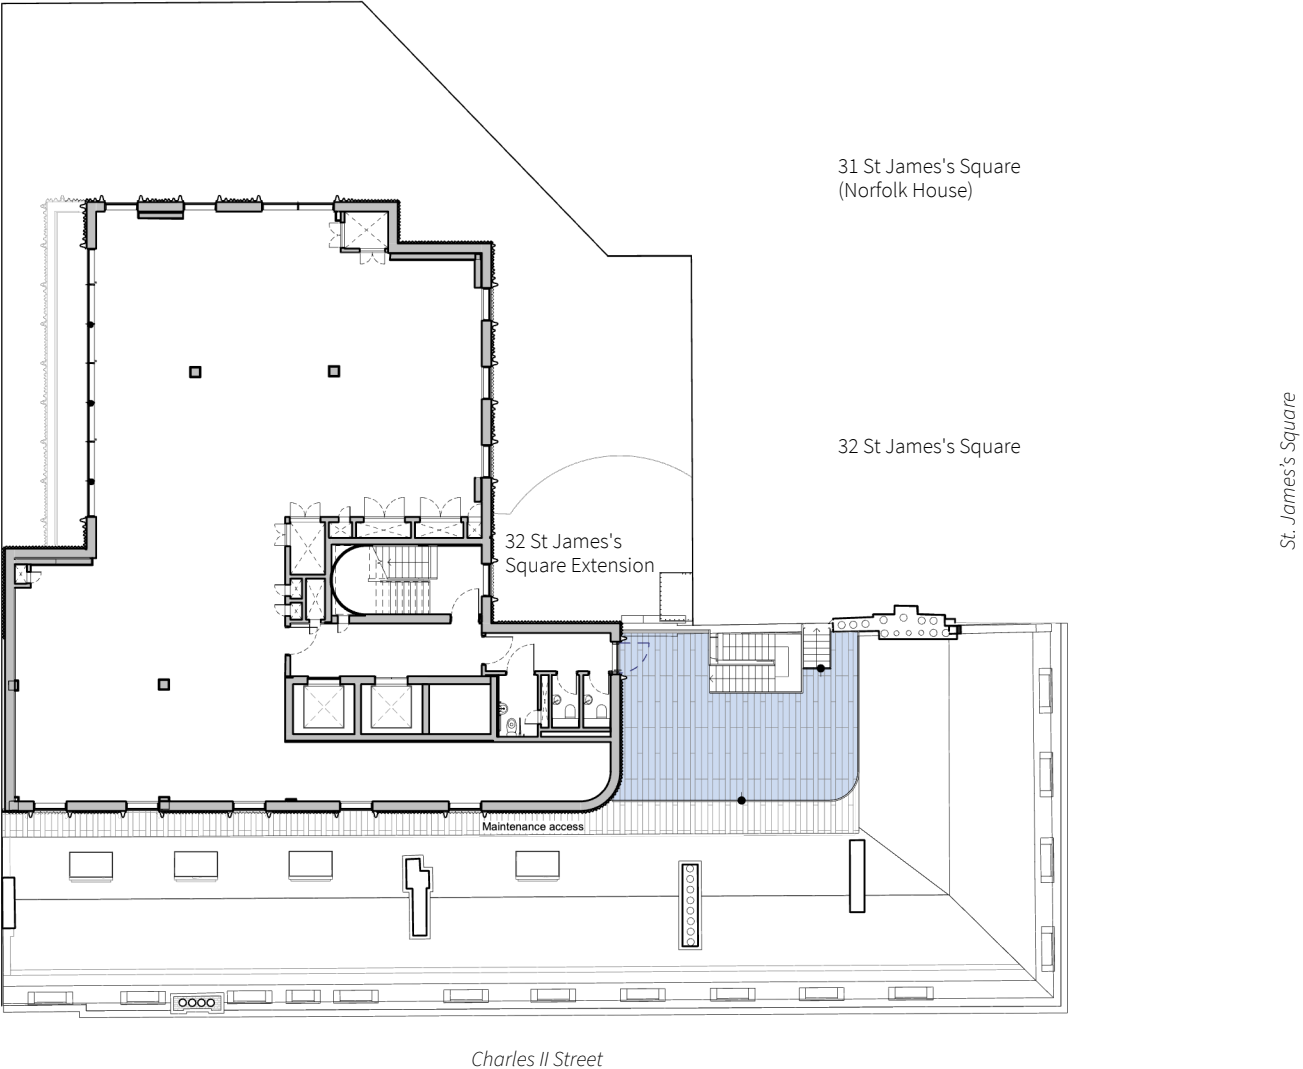 31 St James's Square
(Norfolk House)
32 St James's Square
St. James’s Square
32 St James's
Square Extension
Maintenance access
Charles II Street